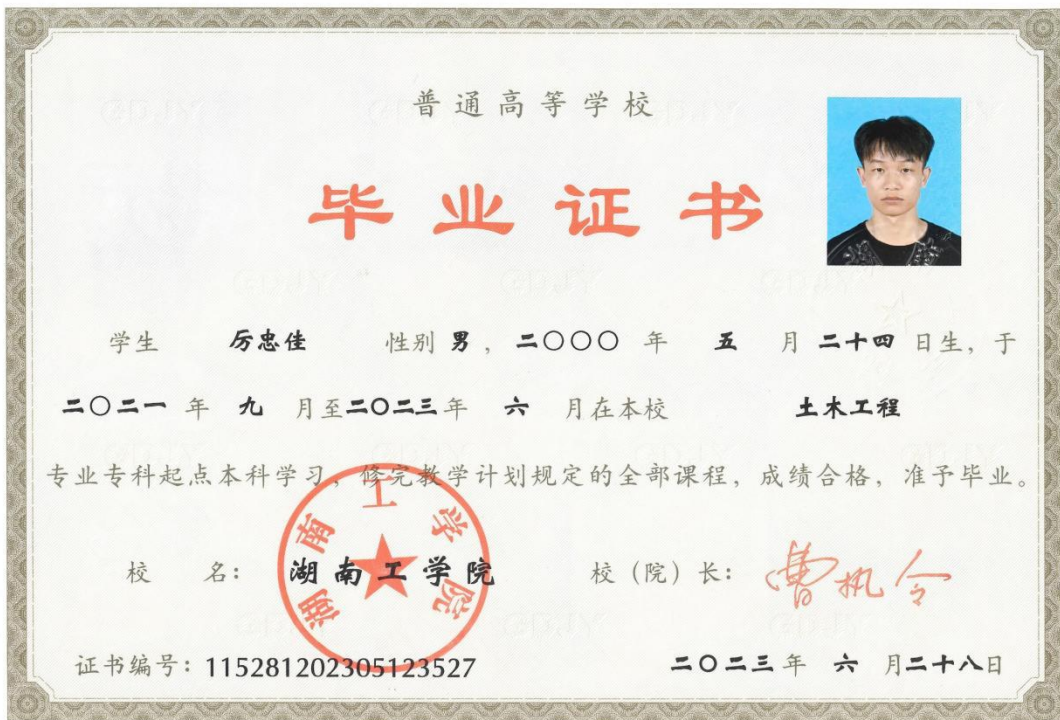 普通高等学校
毕业证书
学生 厉忠佳 性别 男，二〇〇〇 年 五 月 二十四 日生，于
二〇二一 年 九 月至二〇二三年 六 月在本校 土木工程
专业专科起点本科学习，修完教学计划规定的全部课程，成绩合格，准予毕业。
校 名：湖南工学院 校（院）长：曹执令
湖南工学院
证书编号：115281202305123527 二〇二三年 六 月二十八日